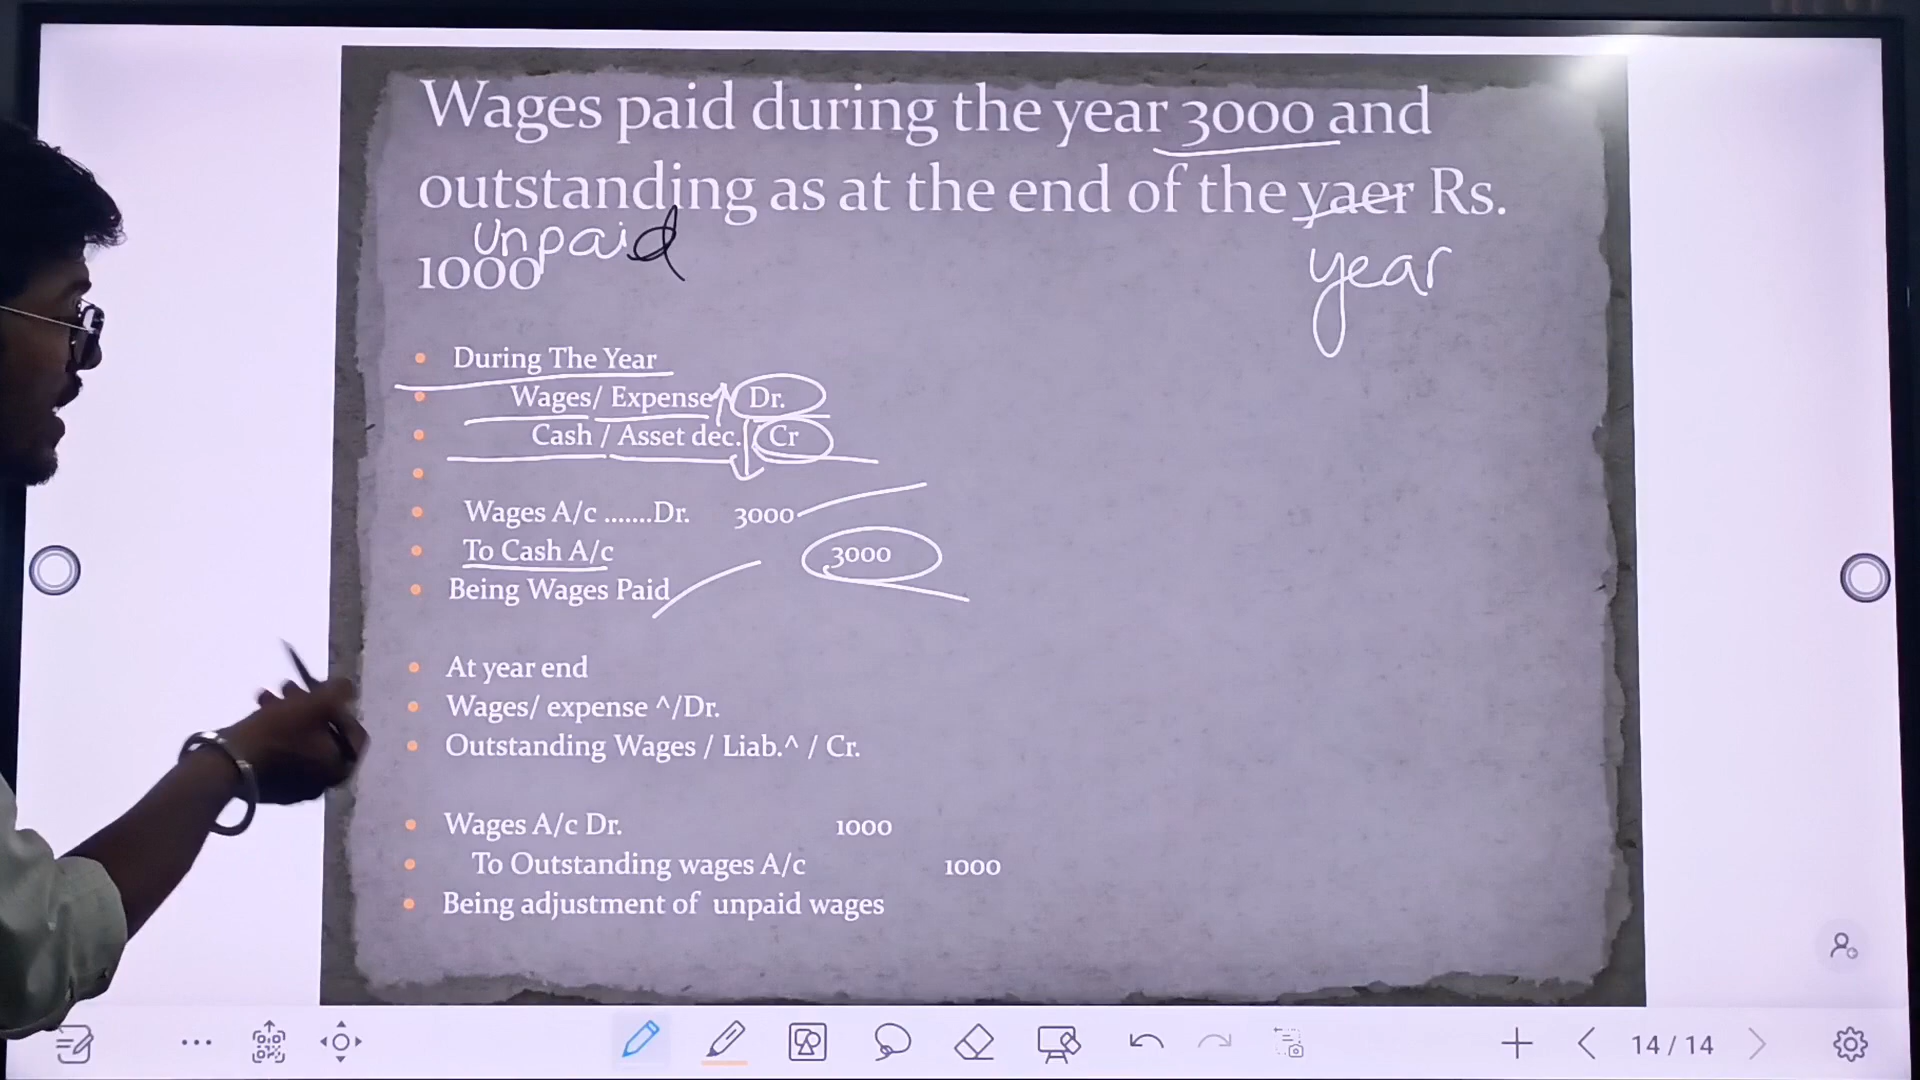 Wages paid during the year 3000 and
outstanding as at the end of the yaer Rs.
unpaid
year
1000
During The Year
Wages/ Expense Dr.
Cash / Asset dec. Cr
Wages A/c .......Dr. 3000
To Cash A/c 3000
Being Wages Paid
At year end
Wages/ expense ^/Dr.
Outstanding Wages / Liab.^ / Cr.
Wages A/c Dr. 1000
To Outstanding wages A/c 1000
Being adjustment of unpaid wages
14 / 14